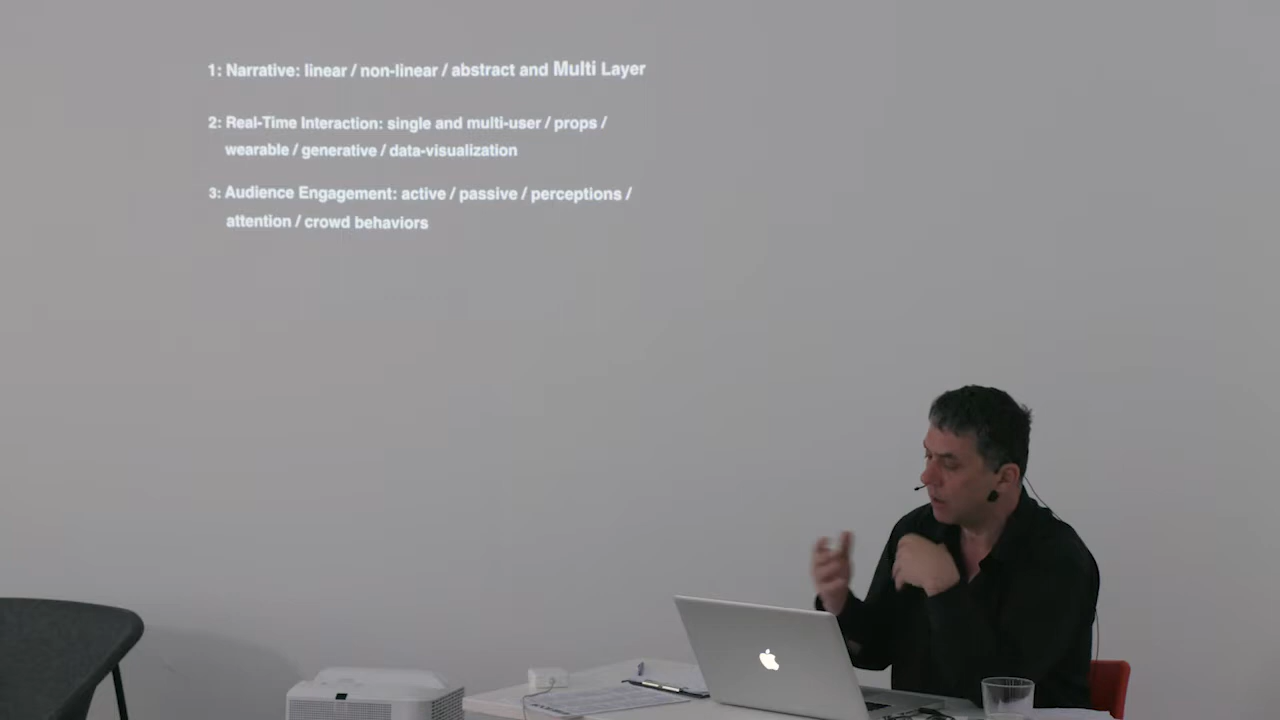 1: Narrative: linear / non-linear / abstract and Multi Layer
2: Real-Time Interaction: single and multi-user / props /
wearable / generative / data-visualization
3: Audience Engagement: active / passive / perceptions /
attention / crowd behaviors